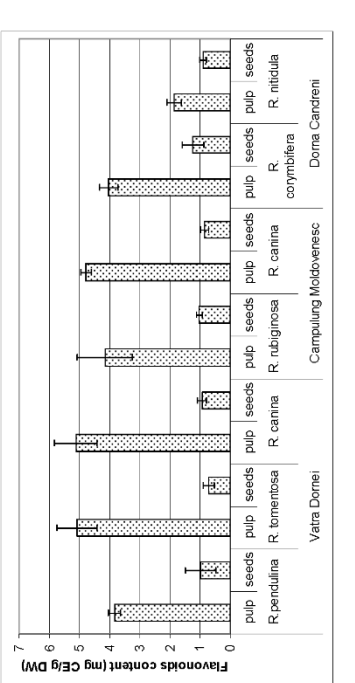 Flavonoids content (mg CE/g DW)
7
6
5
4
3
2
1
0
pulp seeds pulp seeds pulp seeds pulp seeds pulp seeds pulp seeds pulp seeds
R.pendulina R. tomentosa R. canina R. rubiginosa R. canina R. corymbifera R. nitidula
Vatra Dornei Campulung Moldovenesc Dorna Candreni